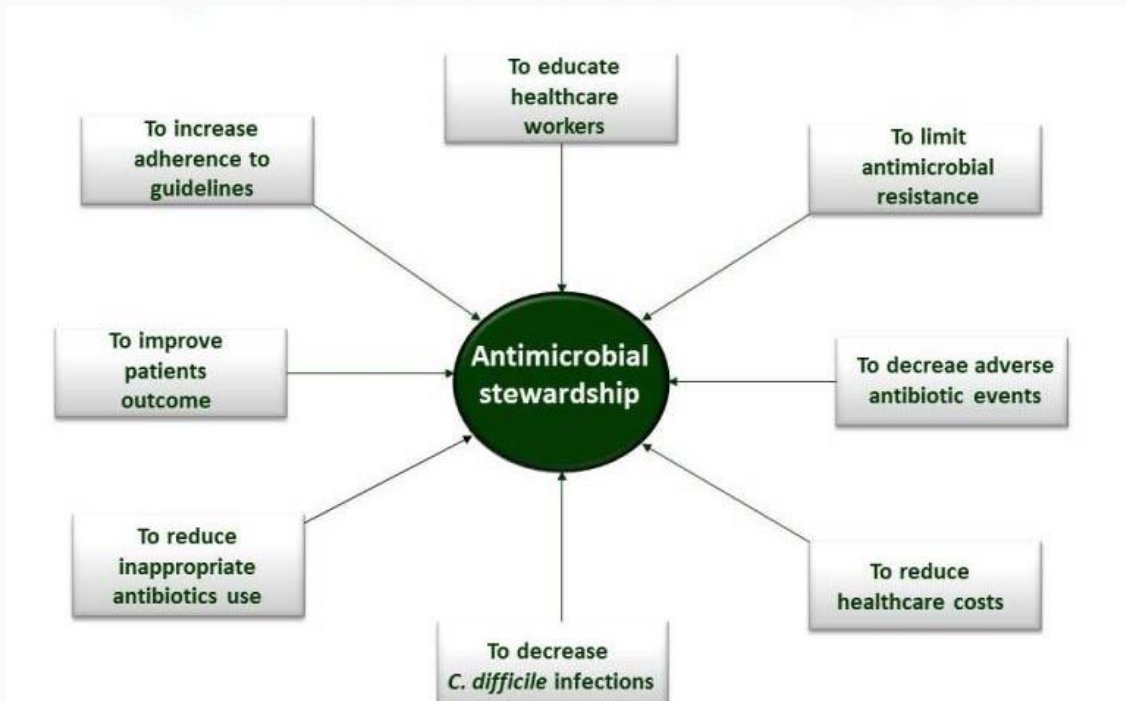 To educate
healthcare
workers
To increase
adherence to
guidelines
To limit
antimicrobial
resistance
To improve
patients
outcome
Antimicrobial
stewardship
To decreae adverse
antibiotic events
To reduce
inappropriate
antibiotics use
To reduce
healthcare costs
To decrease
C. difficile infections